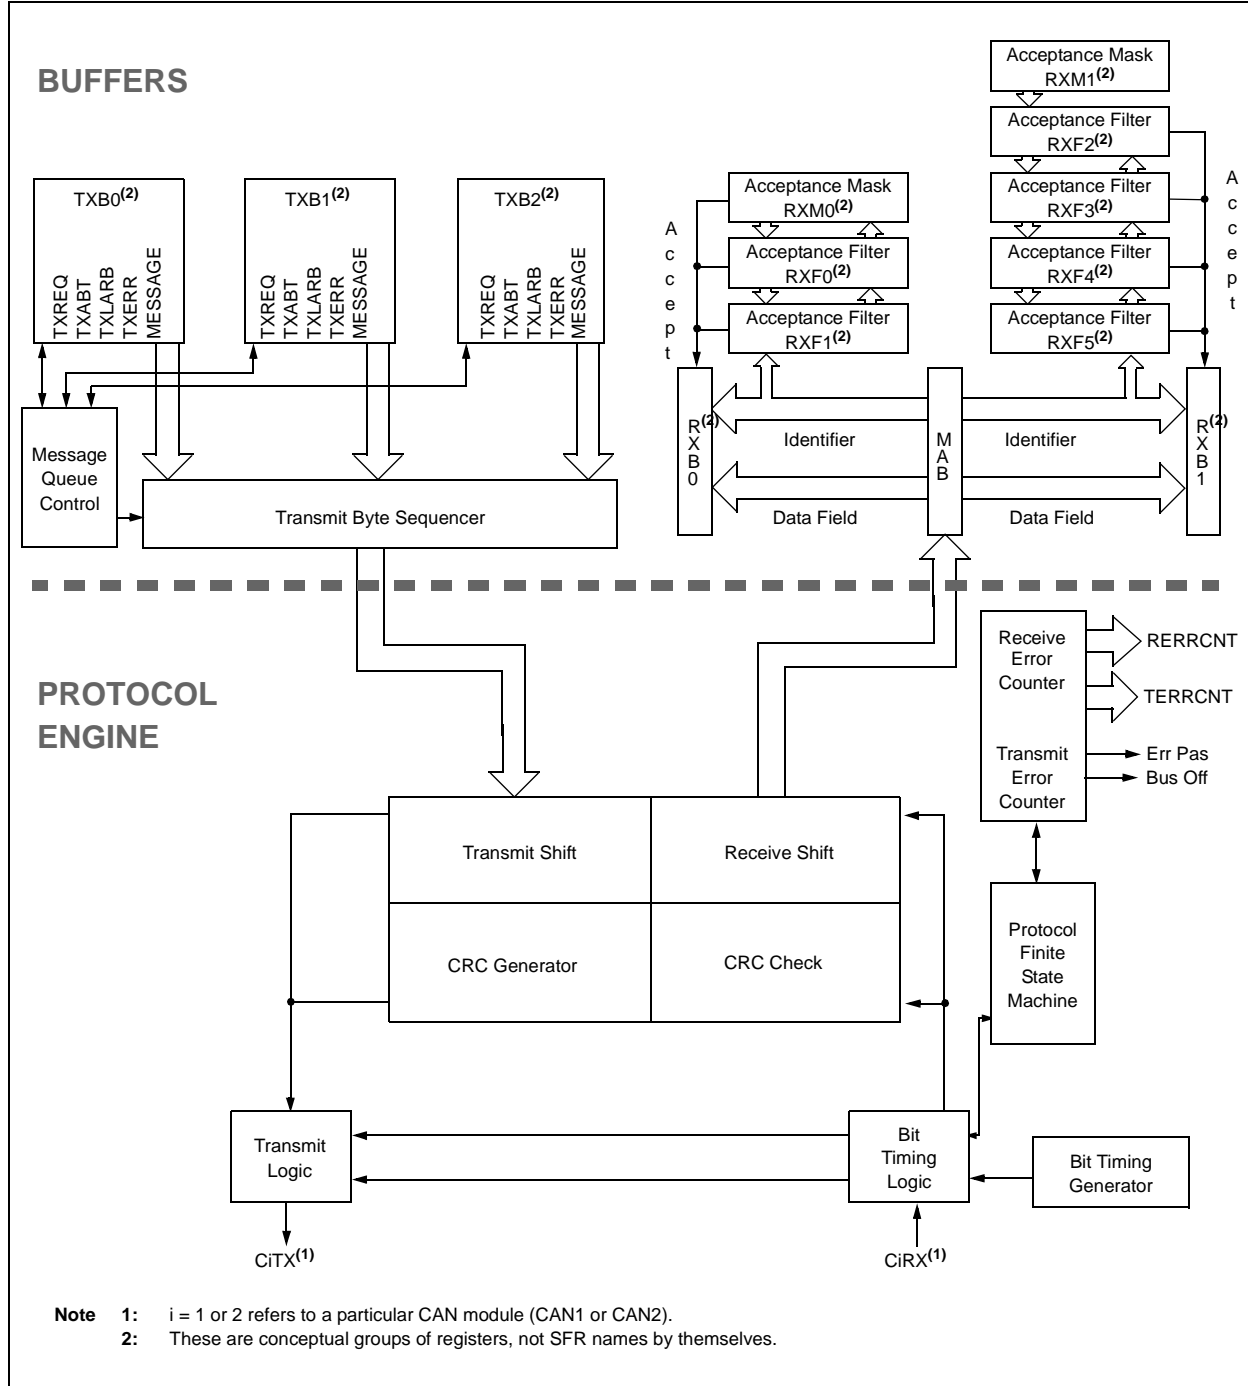 BUFFERS
Acceptance Mask
RXM1(2)
Acceptance Filter
RXF2(2)
Acceptance Filter
RXF3(2)
Acceptance Filter
RXF4(2)
Acceptance Filter
RXF5(2)
Accept
Acceptance Mask
RXM0(2)
Acceptance Filter
RXF0(2)
Acceptance Filter
RXF1(2)
Accept
TXB0(2)
TXREQ
TXABT
TXLARB
TXERR
MESSAGE
TXB1(2)
TXREQ
TXABT
TXLARB
TXERR
MESSAGE
TXB2(2)
TXREQ
TXABT
TXLARB
TXERR
MESSAGE
Message
Queue
Control
Transmit Byte Sequencer
RXB0(2)
Identifier
Data Field
MAB
Identifier
Data Field
RXB1(2)
PROTOCOL
ENGINE
Receive
Error
Counter
Transmit
Error
Counter
RERRCNT
TERRCNT
Err Pas
Bus Off
Transmit Shift
Receive Shift
CRC Generator
CRC Check
Protocol
Finite
State
Machine
Transmit
Logic
Bit
Timing
Logic
Bit Timing
Generator
CiTX(1)
CiRX(1)
Note 1: i = 1 or 2 refers to a particular CAN module (CAN1 or CAN2).
2: These are conceptual groups of registers, not SFR names by themselves.